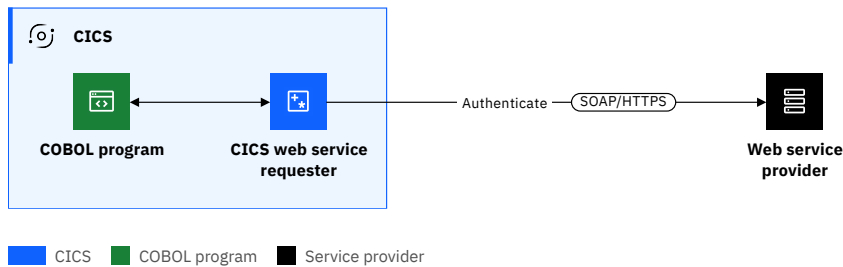 CICS
COBOL program
CICS web service
requester
Authenticate
SOAP/HTTPS
Web service
provider
CICS
COBOL program
Service provider